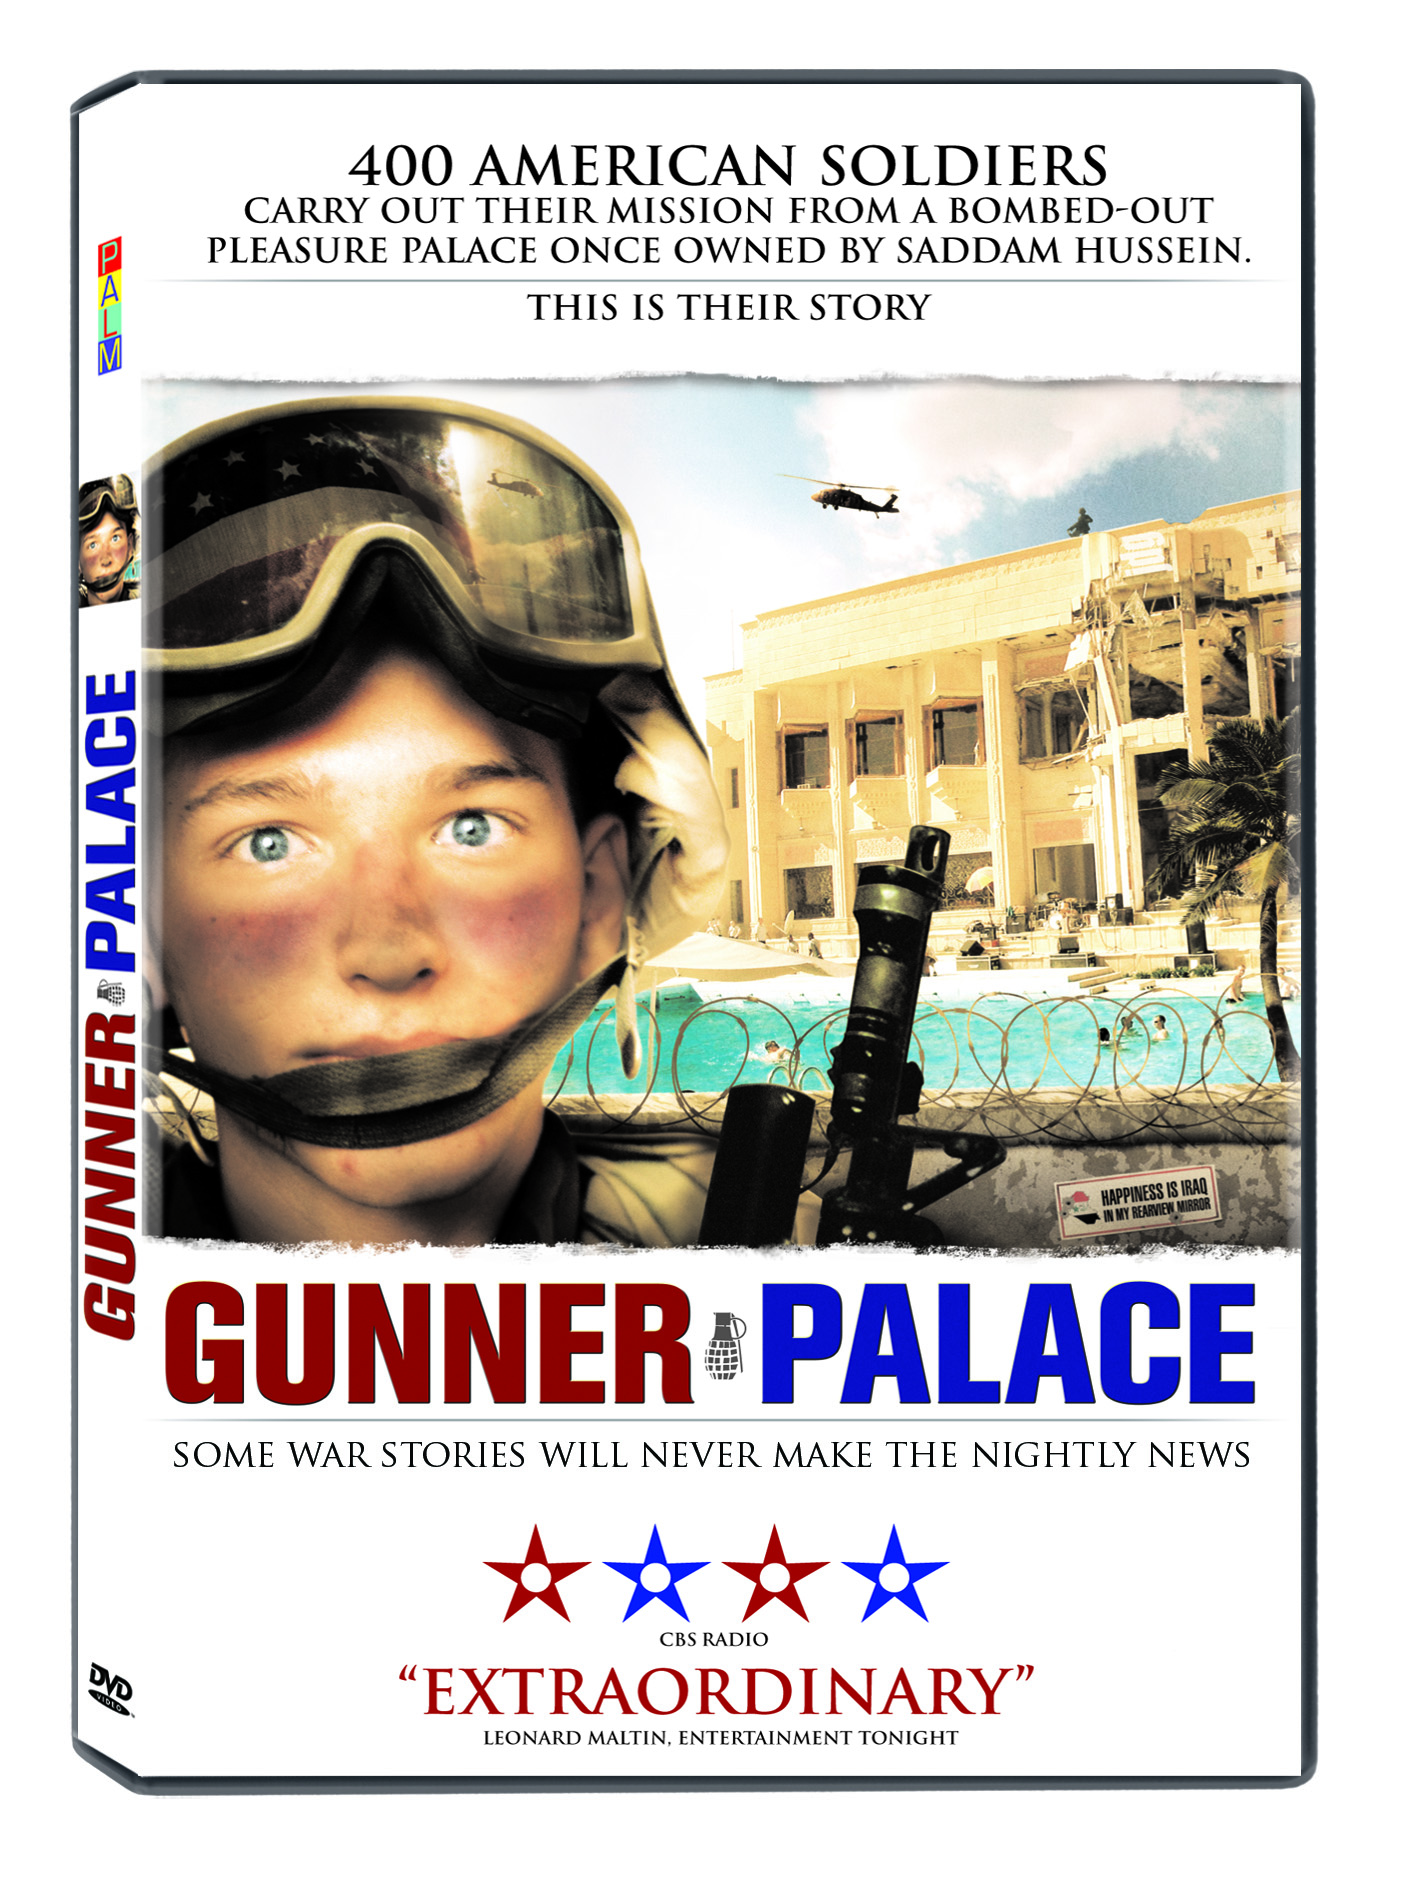 400 AMERICAN SOLDIERS
CARRY OUT THEIR MISSION FROM A BOMBED-OUT
PLEASURE PALACE ONCE OWNED BY SADDAM HUSSEIN.
THIS IS THEIR STORY
PALM
GUNNER PALACE
HAPPINESS IS IRAQ
IN MY REARVIEW MIRROR
GUNNER PALACE
SOME WAR STORIES WILL NEVER MAKE THE NIGHTLY NEWS
CBS RADIO
"EXTRAORDINARY"
LEONARD MALTIN, ENTERTAINMENT TONIGHT
DVD
VIDEO